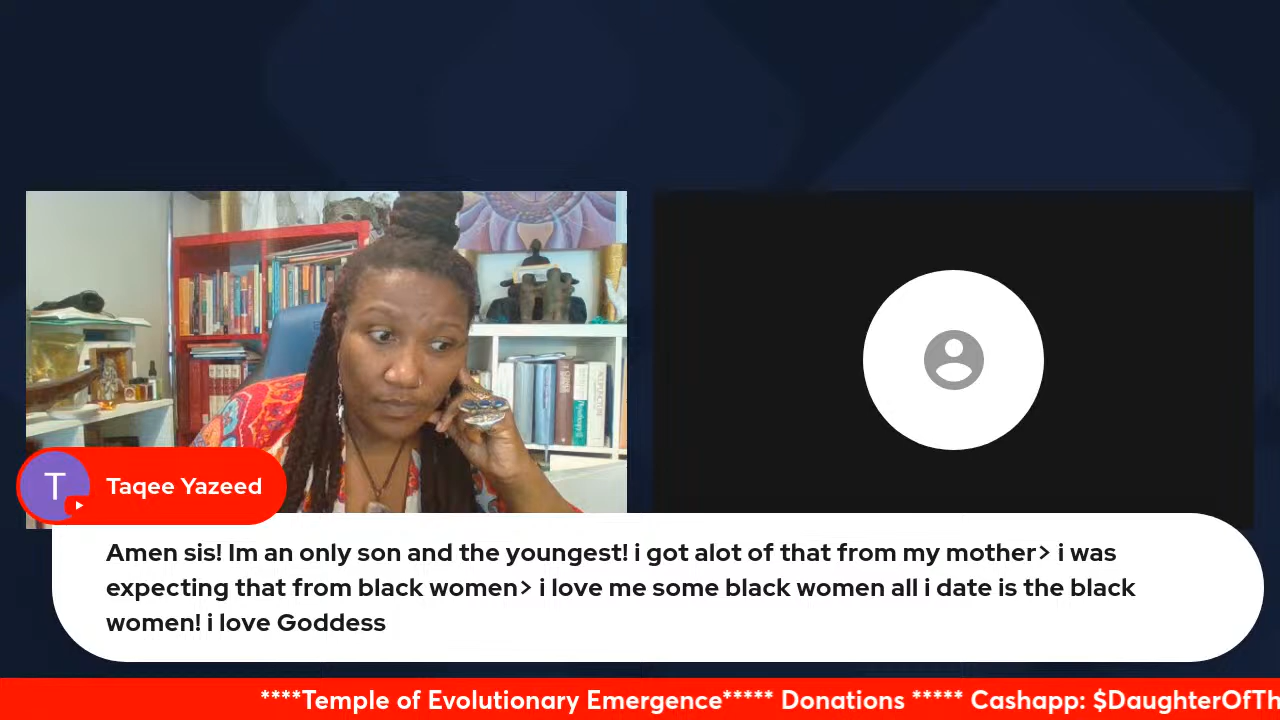 Taqee Yazeed
T
Amen sis! Im an only son and the youngest! i got alot of that from my mother> i was
expecting that from black women> i love me some black women all i date is the black
women! i love Goddess
****Temple of Evolutionary Emergence***** Donations ***** Cashapp: $DaughterOfTh